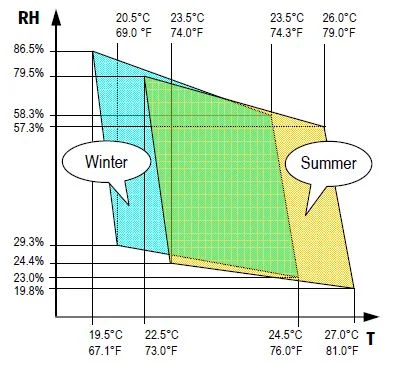 RH
20.5°C 23.5°C 23.5°C 26.0°C
69.0 °F 74.0 °F 74.3 °F 79.0 °F
86.5%
79.5%
58.3%
57.3%
Winter
Summer
29.3%
24.4%
23.0%
19.8%
19.5°C 22.5°C 24.5°C 27.0°C
67.1°F 73.0°F 76.0°F 81.0°F
T